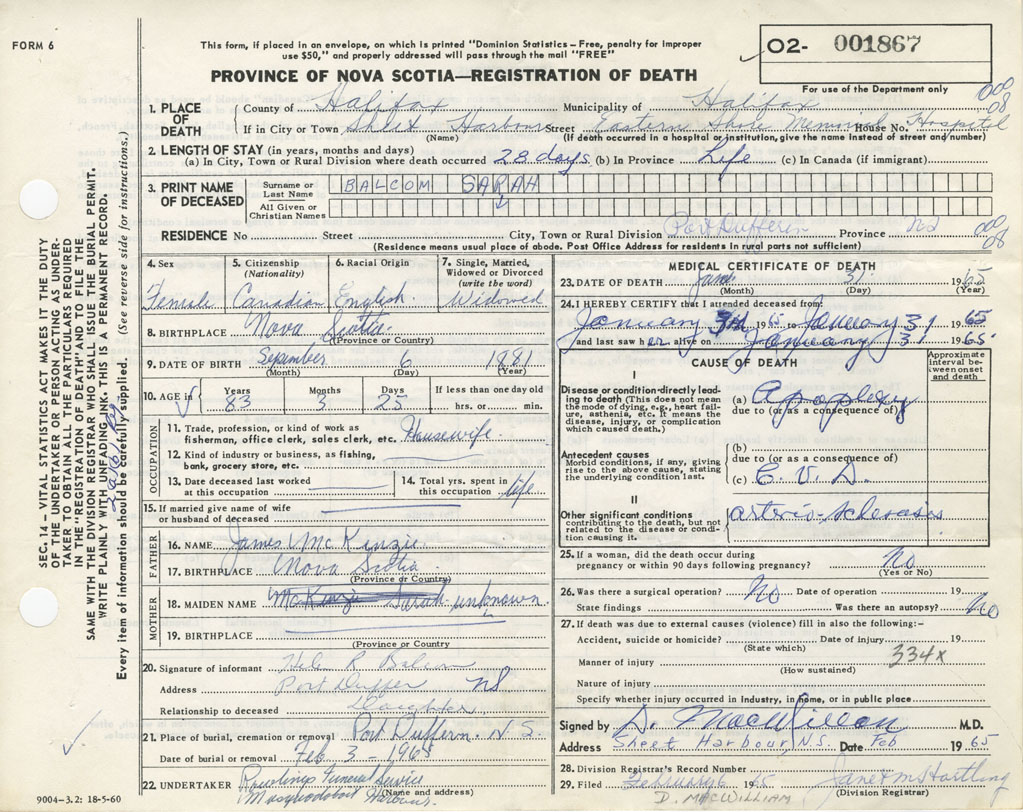 FORM 6
This form, if placed in an envelope, on which is printed "Dominion Statistics – Free, penalty for improper
use $50," and properly addressed will pass through the mail "FREE"
PROVINCE OF NOVA SCOTIA—REGISTRATION OF DEATH
02- 001867
For use of the Department only
1. PLACE OF DEATH County of Halifax Municipality of Halifax
If in City or Town Sheet Harbour Street Eastern Shore Memorial House No. Hospital
(Name) (If death occurred in a hospital or institution, give the name instead of street and number)
000
08
2. LENGTH OF STAY (in years, months and days)
(a) In City, Town or Rural Division where death occurred 28 days (b) In Province Life (c) In Canada (if immigrant)
3. PRINT NAME OF DECEASED Surname or Last Name BALCOM SARAH
All Given or Christian Names
RESIDENCE No Street City, Town or Rural Division Port Dufferin Province NS
(Residence means usual place of abode. Post Office Address for residents in rural parts not sufficient)
000
08
4. Sex Female
5. Citizenship (Nationality) Canadian
6. Racial Origin English
7. Single, Married, Widowed or Divorced (write the word) Widowed
8. BIRTHPLACE Nova Scotia
(Province or Country)
9. DATE OF BIRTH September 6 1881
(Month) (Day) (Year)
10. AGE in Years 83 Months 3 Days 25 If less than one day old hrs. or min.
OCCUPATION
11. Trade, profession, or kind of work as fisherman, office clerk, sales clerk, etc. Housewife
12. Kind of industry or business, as fishing, bank, grocery store, etc.
13. Date deceased last worked at this occupation
14. Total yrs. spent in this occupation life
15. If married give name of wife or husband of deceased
FATHER
16. NAME James McKinzie
17. BIRTHPLACE Nova Scotia
(Province or Country)
MOTHER
18. MAIDEN NAME McKinzie Sarah unknown
19. BIRTHPLACE
(Province or Country)
20. Signature of informant Helen R Balcom
Address Port Duffer NS
Relationship to deceased Daughter
21. Place of burial, cremation or removal Port Dufferin. N S.
Date of burial or removal Feb 3 - 1965
22. UNDERTAKER Rawlings Funeral Service
Musquodoboit Harbour.
(Name and address)
9004-3.2: 18-5-60
MEDICAL CERTIFICATE OF DEATH
23. DATE OF DEATH Jan 31 1965
(Month) (Day) (Year)
24. I HEREBY CERTIFY that I attended deceased from:
January 3rd 1965 to January 31 1965
and last saw h er alive on January 31 1965
CAUSE OF DEATH
Approximate interval between onset and death
I
Disease or condition directly leading to death (This does not mean the mode of dying, e.g., heart failure, asthenia, etc. It means the disease, injury, or complication which caused death.)
(a) Apoplexy
due to (or as a consequence of)
Antecedent causes
Morbid conditions, if any, giving rise to the above cause, stating the underlying condition last.
(b)
due to (or as a consequence of)
(c) C. V. D.
II
Other significant conditions
contributing to the death, but not related to the disease or condition causing it.
arterio-sclerosis
25. If a woman, did the death occur during
pregnancy or within 90 days following pregnancy? No
(Yes or No)
26. Was there a surgical operation? No Date of operation 19
State findings Was there an autopsy? No
27. If death was due to external causes (violence) fill in also the following:-
Accident, suicide or homicide? Date of injury 19
(State which) 334x
Manner of injury
(How sustained)
Nature of injury
Specify whether injury occurred in Industry, in home, or in public place
Signed by D. MacWilliam M.D.
Address Sheet Harbour, N.S. Date Feb 1965
28. Division Registrar's Record Number
29. Filed February 6 1965 Janet M Hartling
(Division Registrar)
D. MACWILLIAM
SEC. 14 – VITAL STATISTICS ACT MAKES IT THE DUTY
OF THE UNDERTAKER OR PERSON ACTING AS UNDER-
TAKER TO OBTAIN ALL THE PARTICULARS REQUIRED
IN THE "REGISTRATION OF DEATH" AND TO FILE THE
SAME WITH THE DIVISION REGISTRAR WHO SHALL ISSUE THE BURIAL PERMIT.
WRITE PLAINLY WITH UNFADING INK. THIS IS A PERMANENT RECORD.
Every item of information should be carefully supplied. (See reverse side for instructions.)